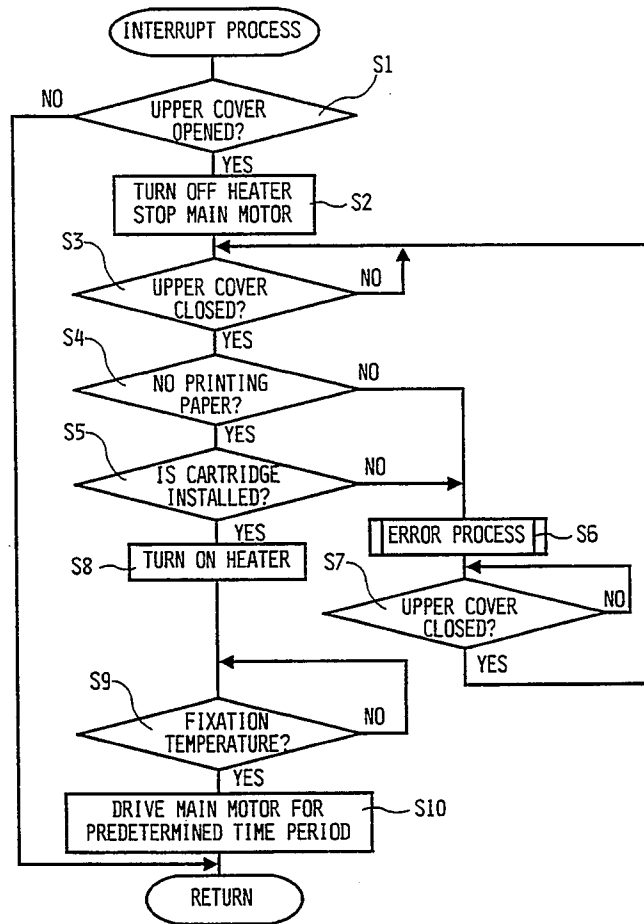 INTERRUPT PROCESS
S1
NO
UPPER COVER
OPENED?
YES
TURN OFF HEATER
STOP MAIN MOTOR
S2
S3
UPPER COVER
CLOSED?
NO
YES
S4
NO PRINTING
PAPER?
NO
YES
S5
IS CARTRIDGE
INSTALLED?
NO
YES
ERROR PROCESS
S6
S8
TURN ON HEATER
S7
UPPER COVER
CLOSED?
NO
YES
S9
FIXATION
TEMPERATURE?
NO
YES
DRIVE MAIN MOTOR FOR
PREDETERMINED TIME PERIOD
S10
RETURN